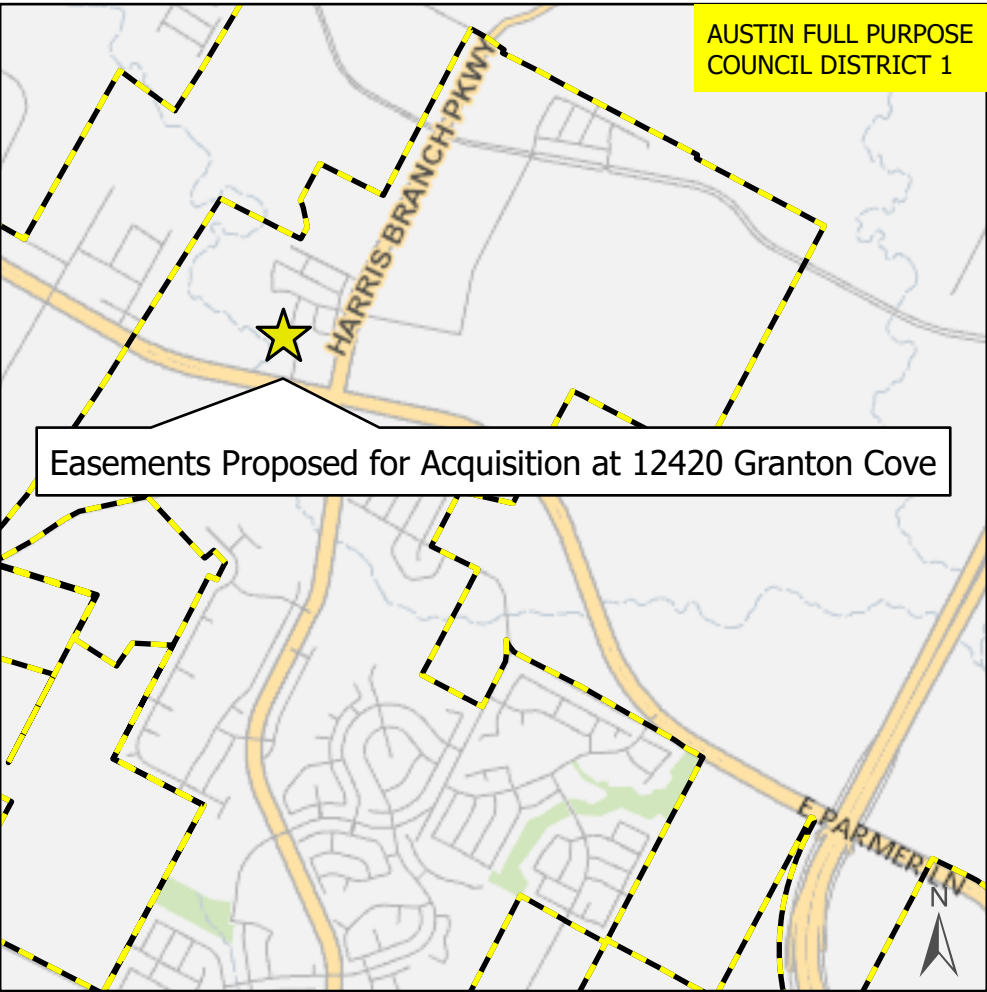 AUSTIN FULL PURPOSE
COUNCIL DISTRICT 1
HARRIS BRANCH PKWY
Easements Proposed for Acquisition at 12420 Granton Cove
E PARMER LN
N